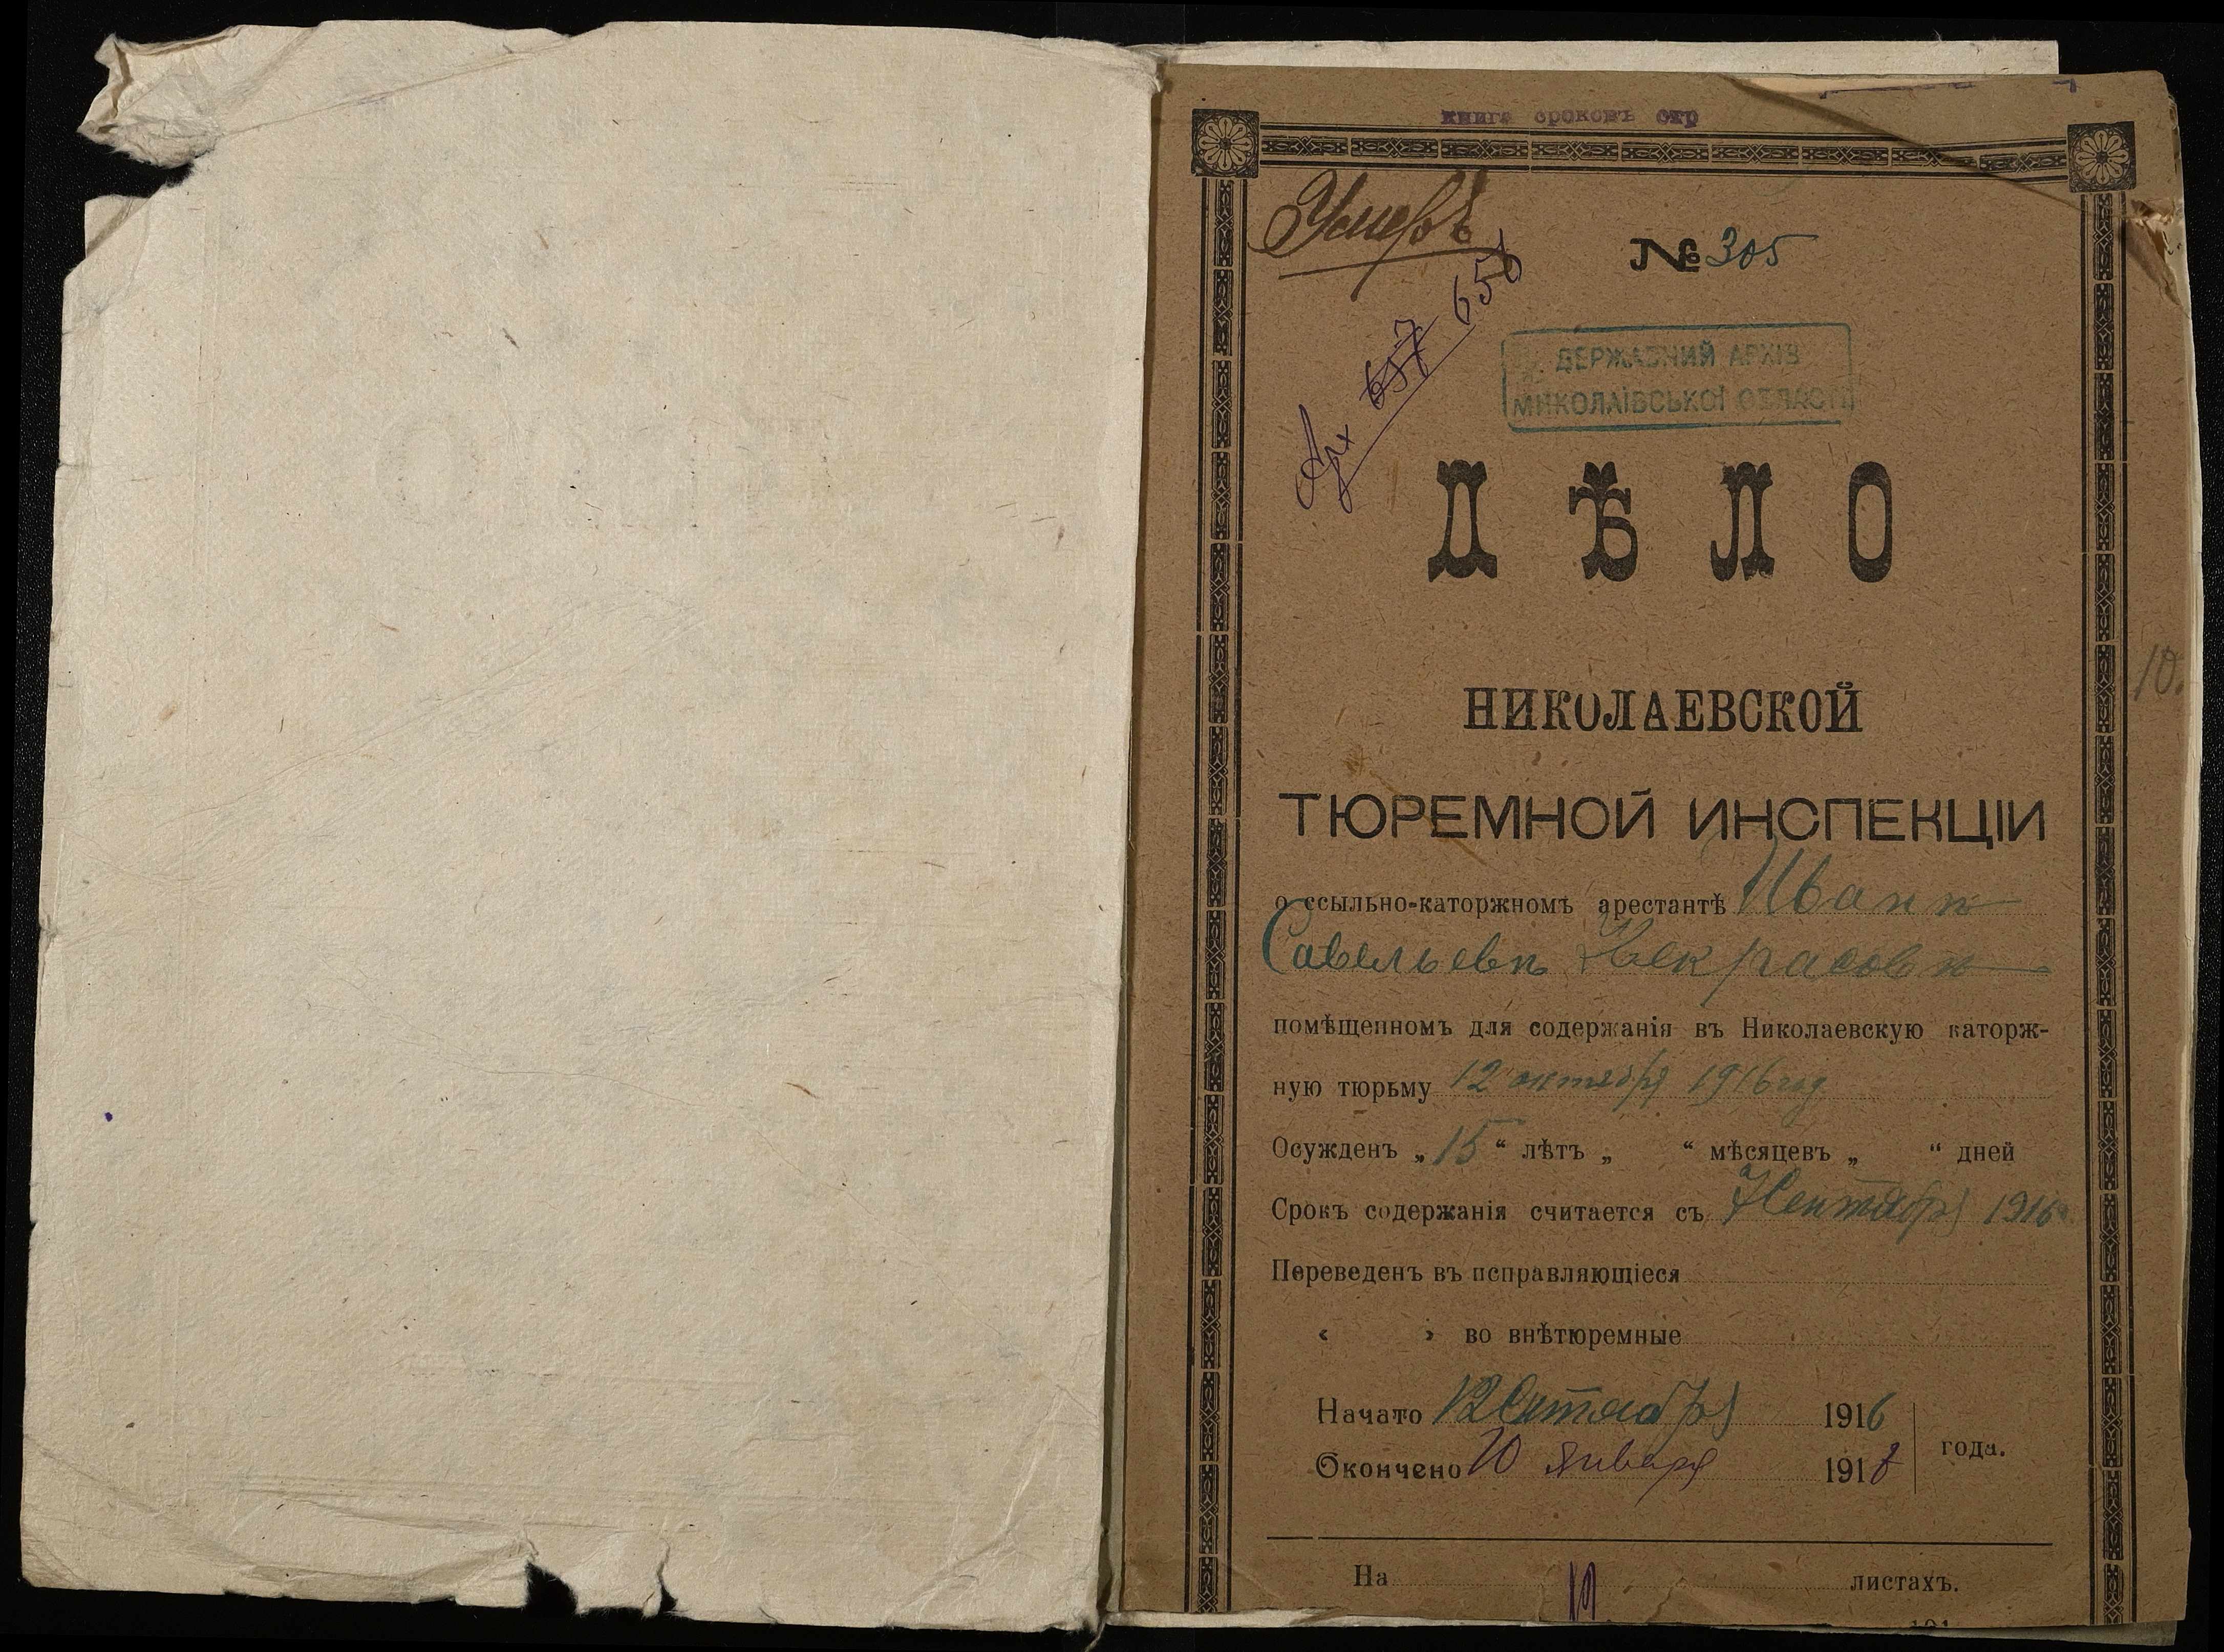 книга сроковъ стр
Умеръ
№ 305
Арх 657 658
ДЕРЖАВНИЙ АРХІВ
МИКОЛАЇВСЬКОЇ ОБЛАСТІ
ДѢЛО
НИКОЛАЕВСКОЙ
ТЮРЕМНОЙ ИНСПЕКЦІИ
о ссыльно-каторжномъ арестантѣ Иванѣ
Савельевѣ Некрасовѣ
помѣщенномъ для содержанія въ Николаевскую каторж-
ную тюрьму 12 октября 1916 год
Осужденъ „ 15 “ лѣтъ „ “ мѣсяцевъ „ “ дней
Срокъ содержанія считается съ 7 Сентября 1916
Переведенъ въ исправляющіеся
‹ › во внѣтюремные
Начато 12 Октября 1916
года.
Окончено 10 января 1918
На листахъ.
10.